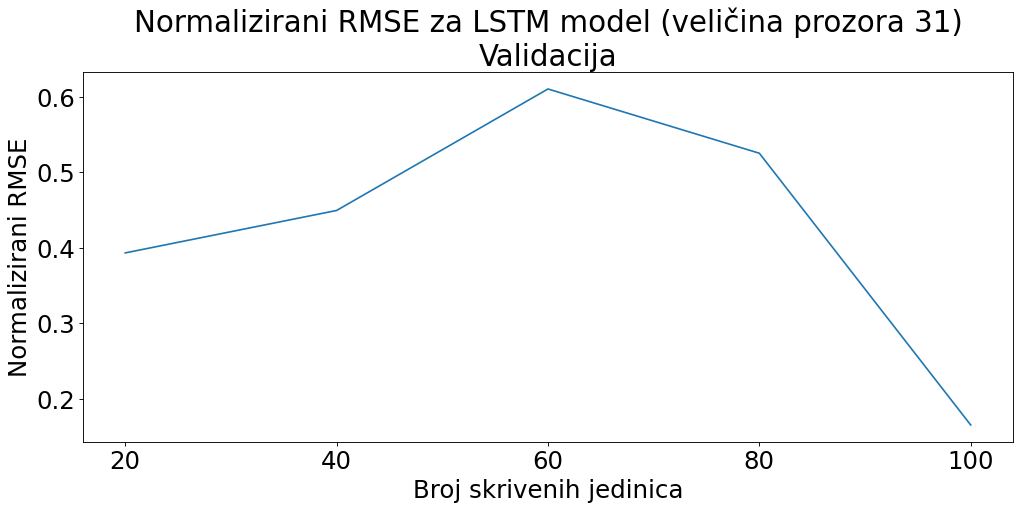 Normalizirani RMSE za LSTM model (veličina prozora 31)
Validacija
Normalizirani RMSE
0.6
0.5
0.4
0.3
0.2
20 40 60 80 100
Broj skrivenih jedinica